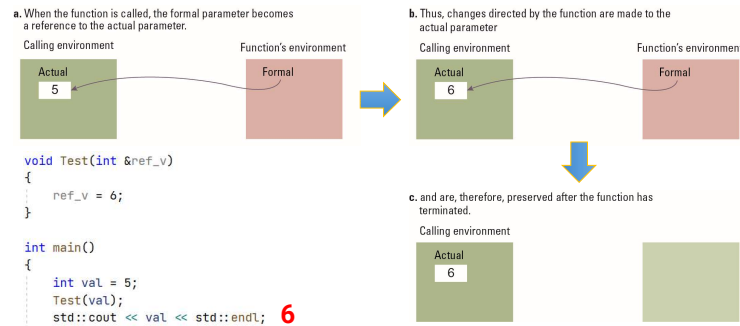 a. When the function is called, the formal parameter becomes
a reference to the actual parameter.
Calling environment
Function's environment
Actual
5
Formal
b. Thus, changes directed by the function are made to the
actual parameter
Calling environment
Function's environmen
Actual
6
Formal
void Test(int &ref_v)
{
ref_v = 6;
}
int main()
{
int val = 5;
Test(val);
std::cout << val << std::endl; 6
c. and are, therefore, preserved after the function has
terminated.
Calling environment
Actual
6